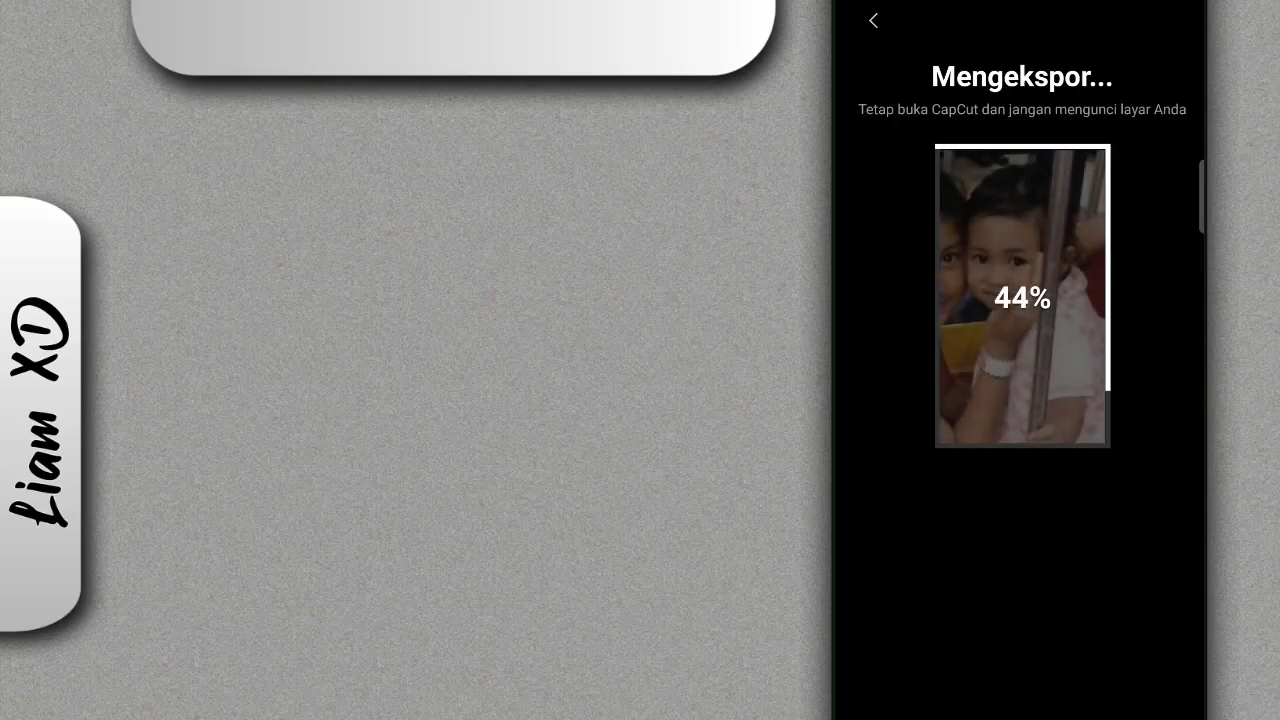 Liam XD
Mengekspor...
Tetap buka CapCut dan jangan mengunci layar Anda
44%